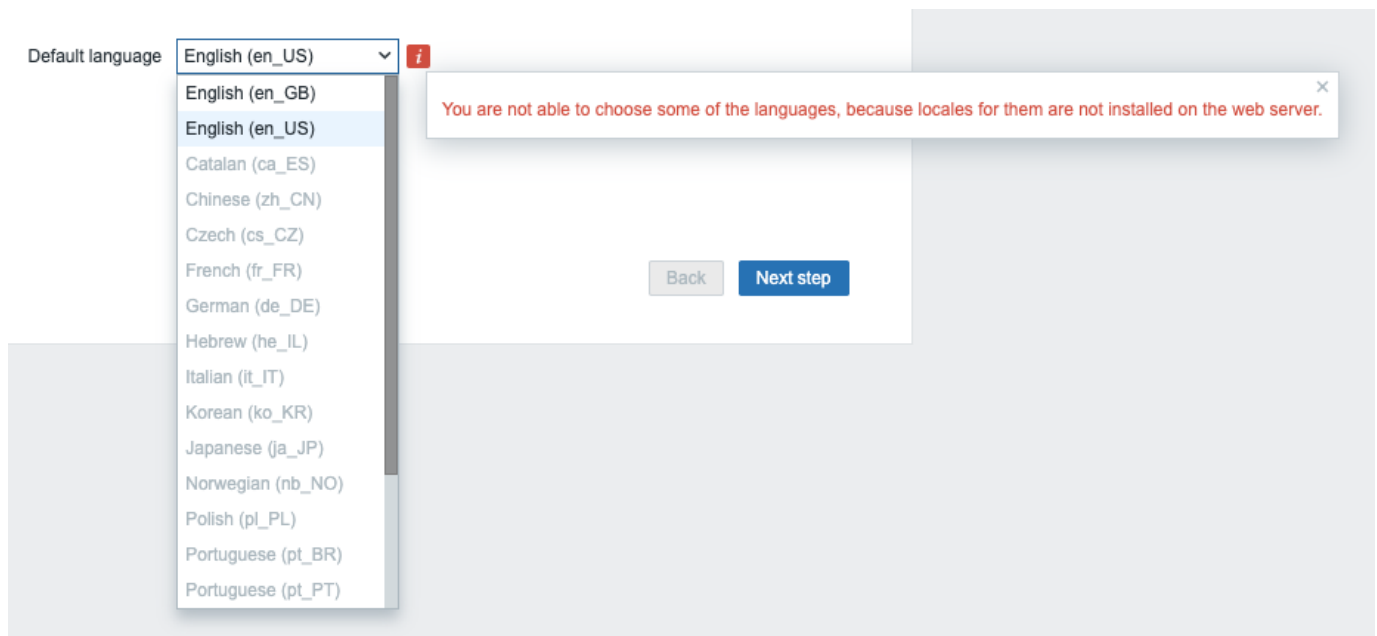 Default language
English (en_US)
i
×
You are not able to choose some of the languages, because locales for them are not installed on the web server.
English (en_GB)
English (en_US)
Catalan (ca_ES)
Chinese (zh_CN)
Czech (cs_CZ)
French (fr_FR)
German (de_DE)
Hebrew (he_IL)
Italian (it_IT)
Korean (ko_KR)
Japanese (ja_JP)
Norwegian (nb_NO)
Polish (pl_PL)
Portuguese (pt_BR)
Portuguese (pt_PT)
Back
Next step